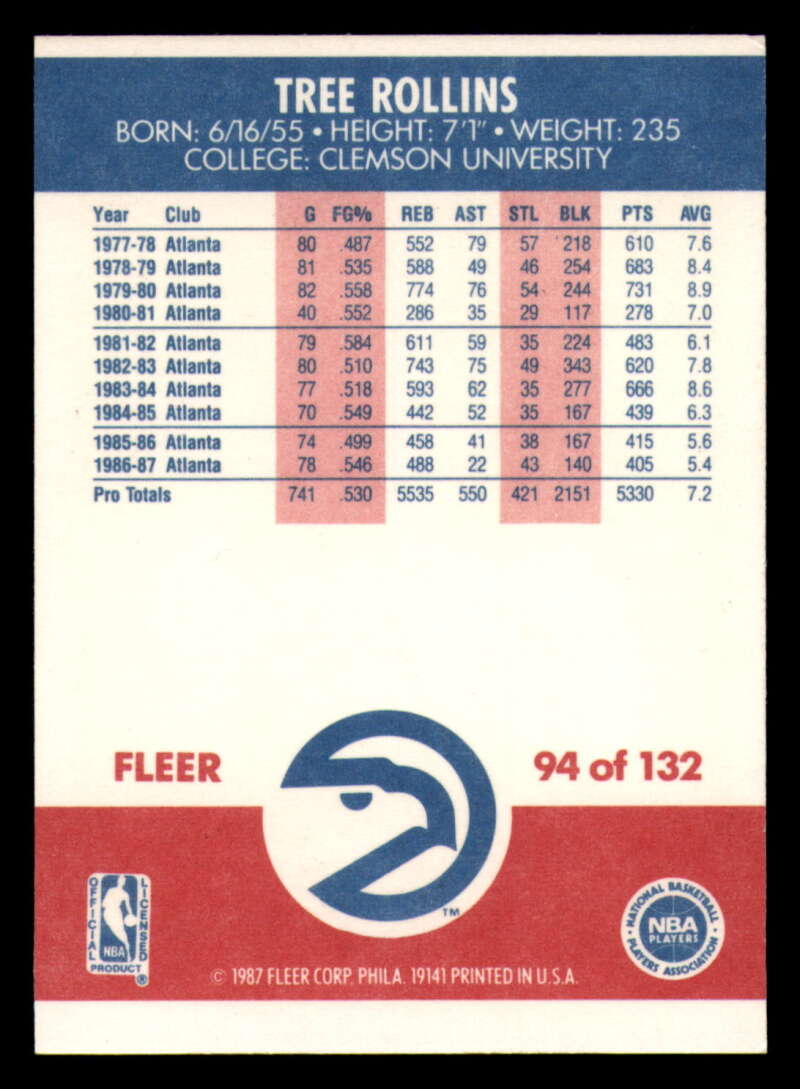 TREE ROLLINS
BORN: 6/16/55 • HEIGHT: 7'1" • WEIGHT: 235
COLLEGE: CLEMSON UNIVERSITY
Year Club G FG% REB AST STL BLK PTS AVG
1977-78 Atlanta 80 .487 552 79 57 218 610 7.6
1978-79 Atlanta 81 .535 588 49 46 254 683 8.4
1979-80 Atlanta 82 .558 774 76 54 244 731 8.9
1980-81 Atlanta 40 .552 286 35 29 117 278 7.0
1981-82 Atlanta 79 .584 611 59 35 224 483 6.1
1982-83 Atlanta 80 .510 743 75 49 343 620 7.8
1983-84 Atlanta 77 .518 593 62 35 277 666 8.6
1984-85 Atlanta 70 .549 442 52 35 167 439 6.3
1985-86 Atlanta 74 .499 458 41 38 167 415 5.6
1986-87 Atlanta 78 .546 488 22 43 140 405 5.4
Pro Totals 741 .530 5535 550 421 2151 5330 7.2
FLEER
94 of 132
TM
OFFICIAL LICENSED
NBA
PRODUCT ®
NATIONAL BASKETBALL
NBA
PLAYERS
PLAYERS ASSOCIATION
© 1987 FLEER CORP. PHILA. 19141 PRINTED IN U.S.A.